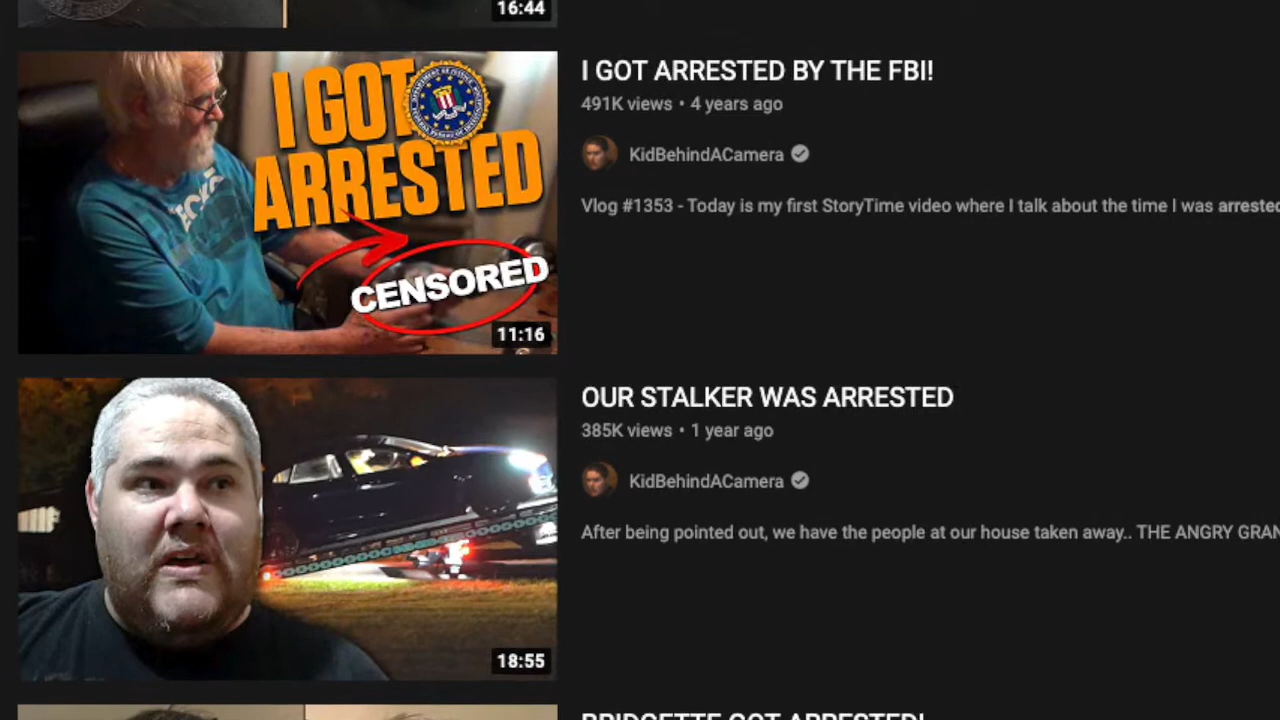 16:44
I GOT
ARRESTED
CENSORED
11:16
I GOT ARRESTED BY THE FBI!
491K views • 4 years ago
KidBehindACamera
Vlog #1353 - Today is my first StoryTime video where I talk about the time I was arrested
18:55
OUR STALKER WAS ARRESTED
385K views • 1 year ago
KidBehindACamera
After being pointed out, we have the people at our house taken away.. THE ANGRY GRAN
BRIDGETTE GOT ARRESTED!